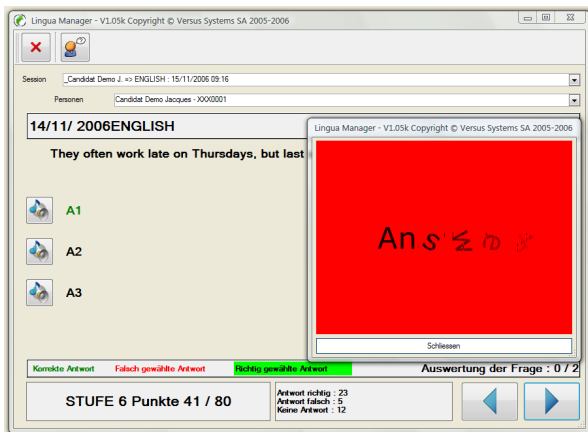 Lingua Manager - V1.05k Copyright © Versus Systems SA 2005-2006
Session
_Candidat Demo J. => ENGLISH : 15/11/2006 09:16
Personen
Candidat Demo Jacques - XXX0001
14/11/ 2006ENGLISH
They often work late on Thursdays, but last
A1
A2
A3
Lingua Manager - V1.05k Copyright © Versus Systems SA 2005-2006
Answer
Schliessen
Korrekte Antwort
Falsch gewählte Antwort
Richtig gewählte Antwort
Auswertung der Frage : 0 / 2
STUFE 6 Punkte 41 / 80
Antwort richtig : 23
Antwort falsch : 5
Keine Antwort : 12